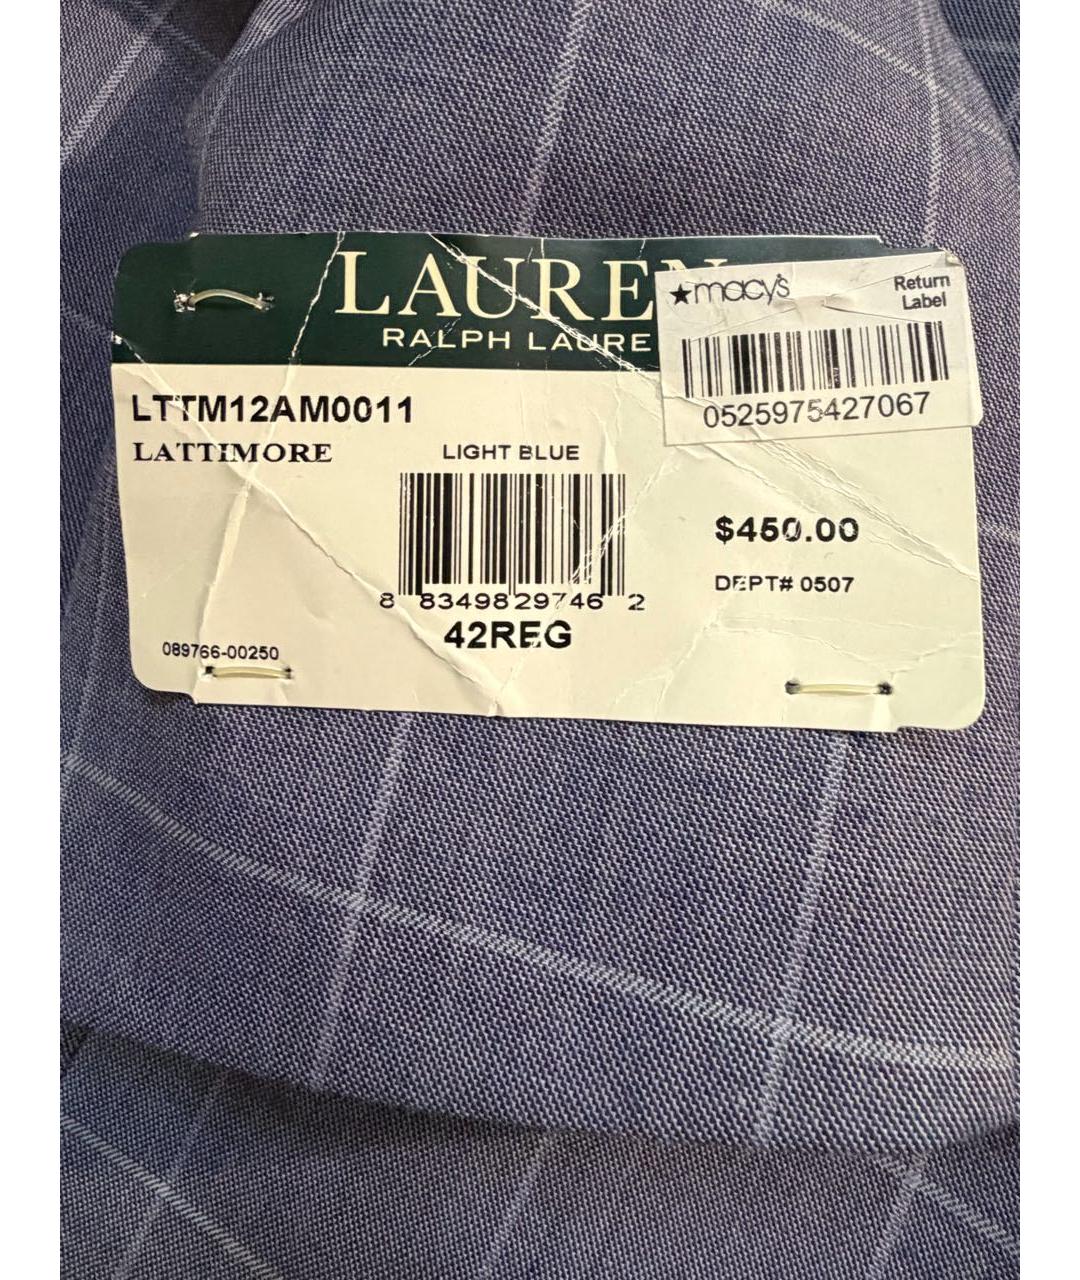 LAUREN
RALPH LAURE
★macy's
Return
Label
0525975427067
LTTM12AM0011
LATTIMORE
LIGHT BLUE
8 83498 29746 2
42REG
$450.00
DEPT# 0507
089766-00250